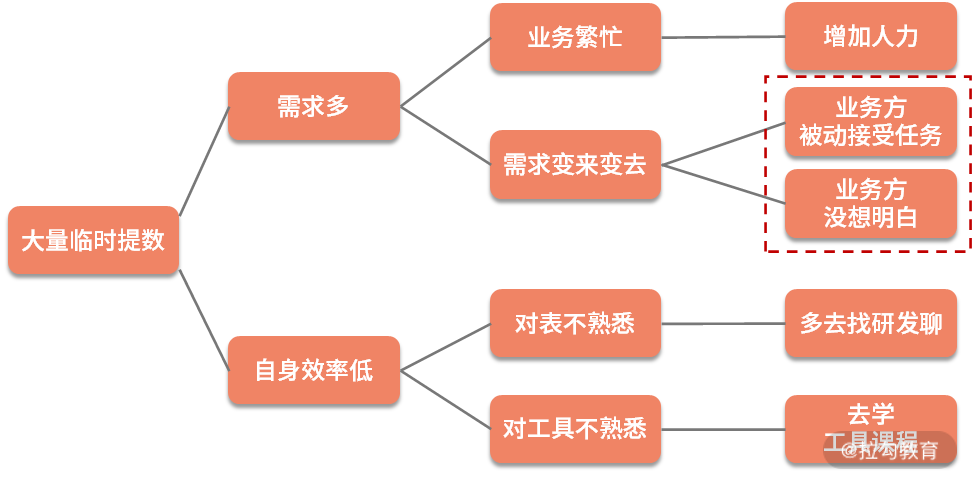 大量临时提数
需求多
业务繁忙
增加人力
需求变来变去
业务方
被动接受任务
业务方
没想明白
自身效率低
对表不熟悉
多去找研发聊
对工具不熟悉
去学
工具课程
@拉勾教育